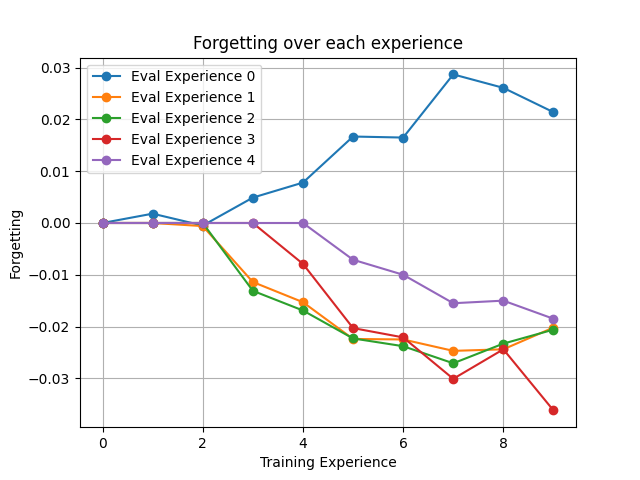 Forgetting over each experience
Eval Experience 0
Eval Experience 1
Eval Experience 2
Eval Experience 3
Eval Experience 4
Forgetting
0.03
0.02
0.01
0.00
−0.01
−0.02
−0.03
0 2 4 6 8
Training Experience